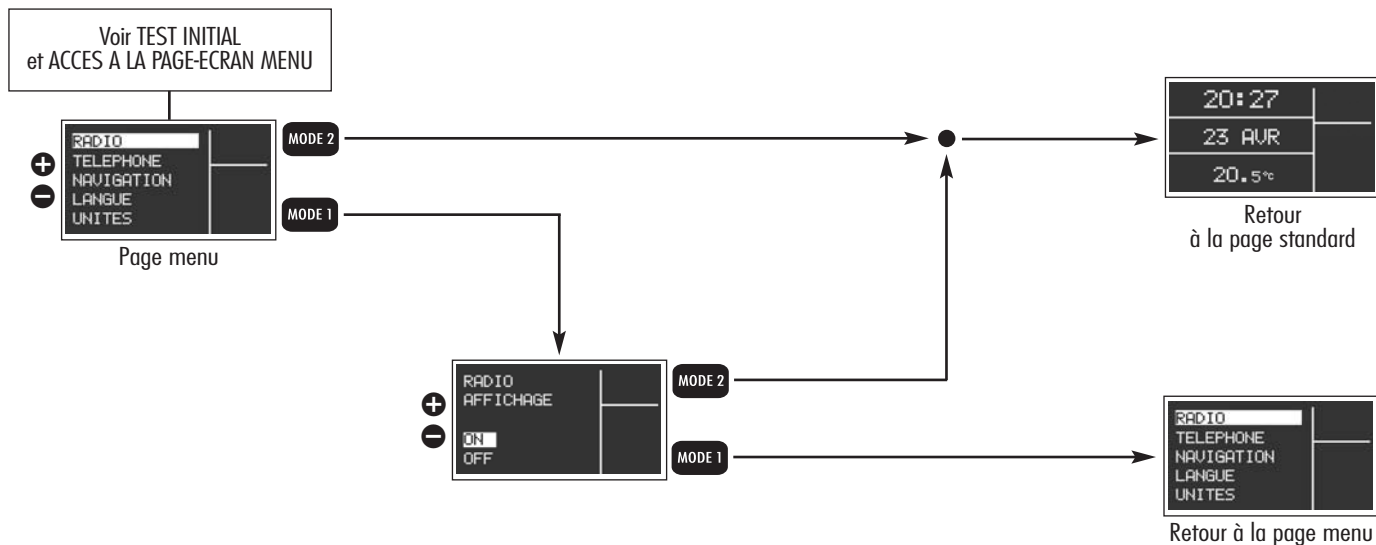 Voir TEST INITIAL
et ACCES A LA PAGE-ECRAN MENU
RADIO
TELEPHONE
NAVIGATION
LANGUE
UNITES
MODE 2
MODE 1
Page menu
20:27
23 AVR
20.5°c
Retour
à la page standard
RADIO
AFFICHAGE
ON
OFF
MODE 2
MODE 1
RADIO
TELEPHONE
NAVIGATION
LANGUE
UNITES
Retour à la page menu